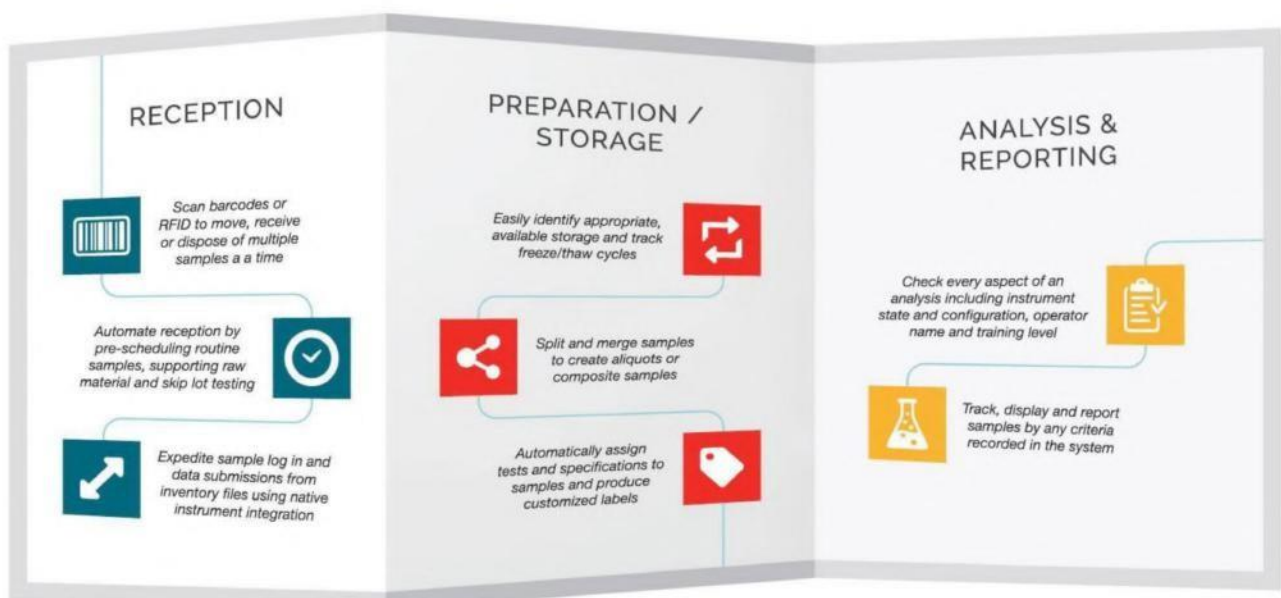 RECEPTION
Scan barcodes or
RFID to move, receive
or dispose of multiple
samples a a time
Automate reception by
pre-scheduling routine
samples, supporting raw
material and skip lot testing
Expedite sample log in and
data submissions from
inventory files using native
instrument integration
PREPARATION /
STORAGE
Easily identify appropriate,
available storage and track
freeze/thaw cycles
Split and merge samples
to create aliquots or
composite samples
Automatically assign
tests and specifications to
samples and produce
customized labels
ANALYSIS &
REPORTING
Check every aspect of an
analysis including instrument
state and configuration, operator
name and training level
Track, display and report
samples by any criteria
recorded in the system